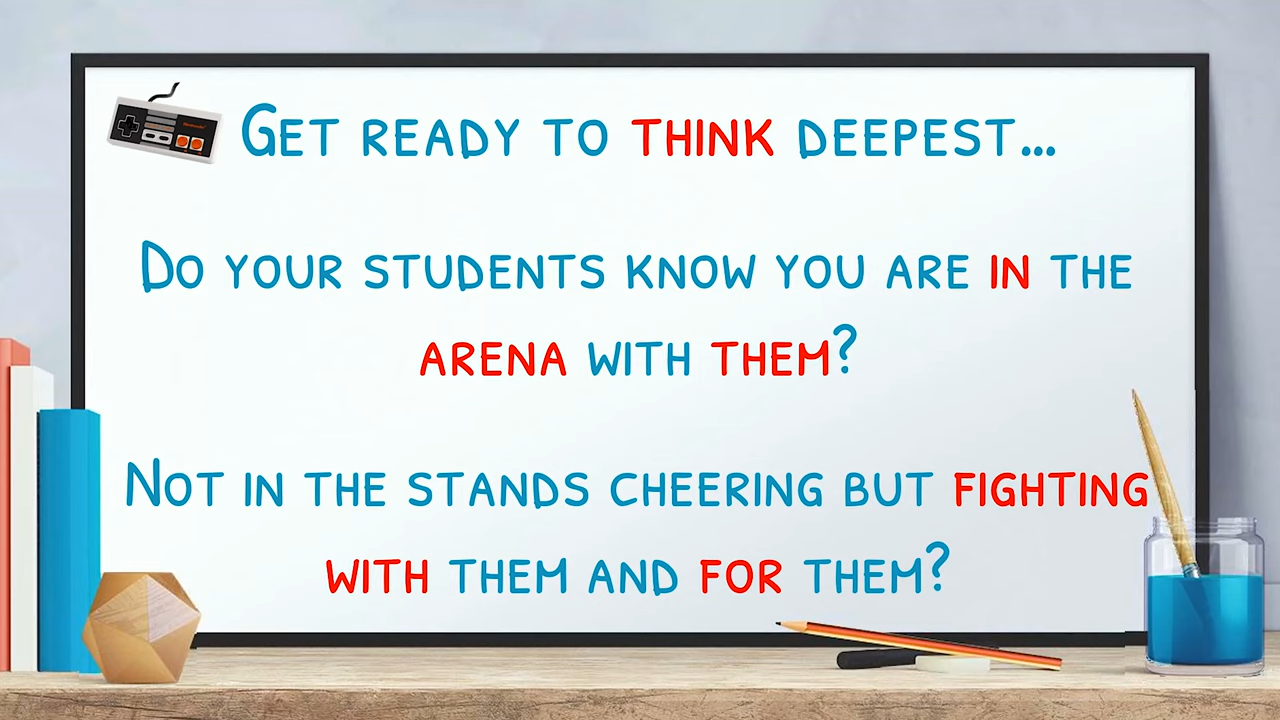 Get ready to think deepest...
Do your students know you are in the
arena with them?
Not in the stands cheering but fighting
with them and for them?
Nintendo